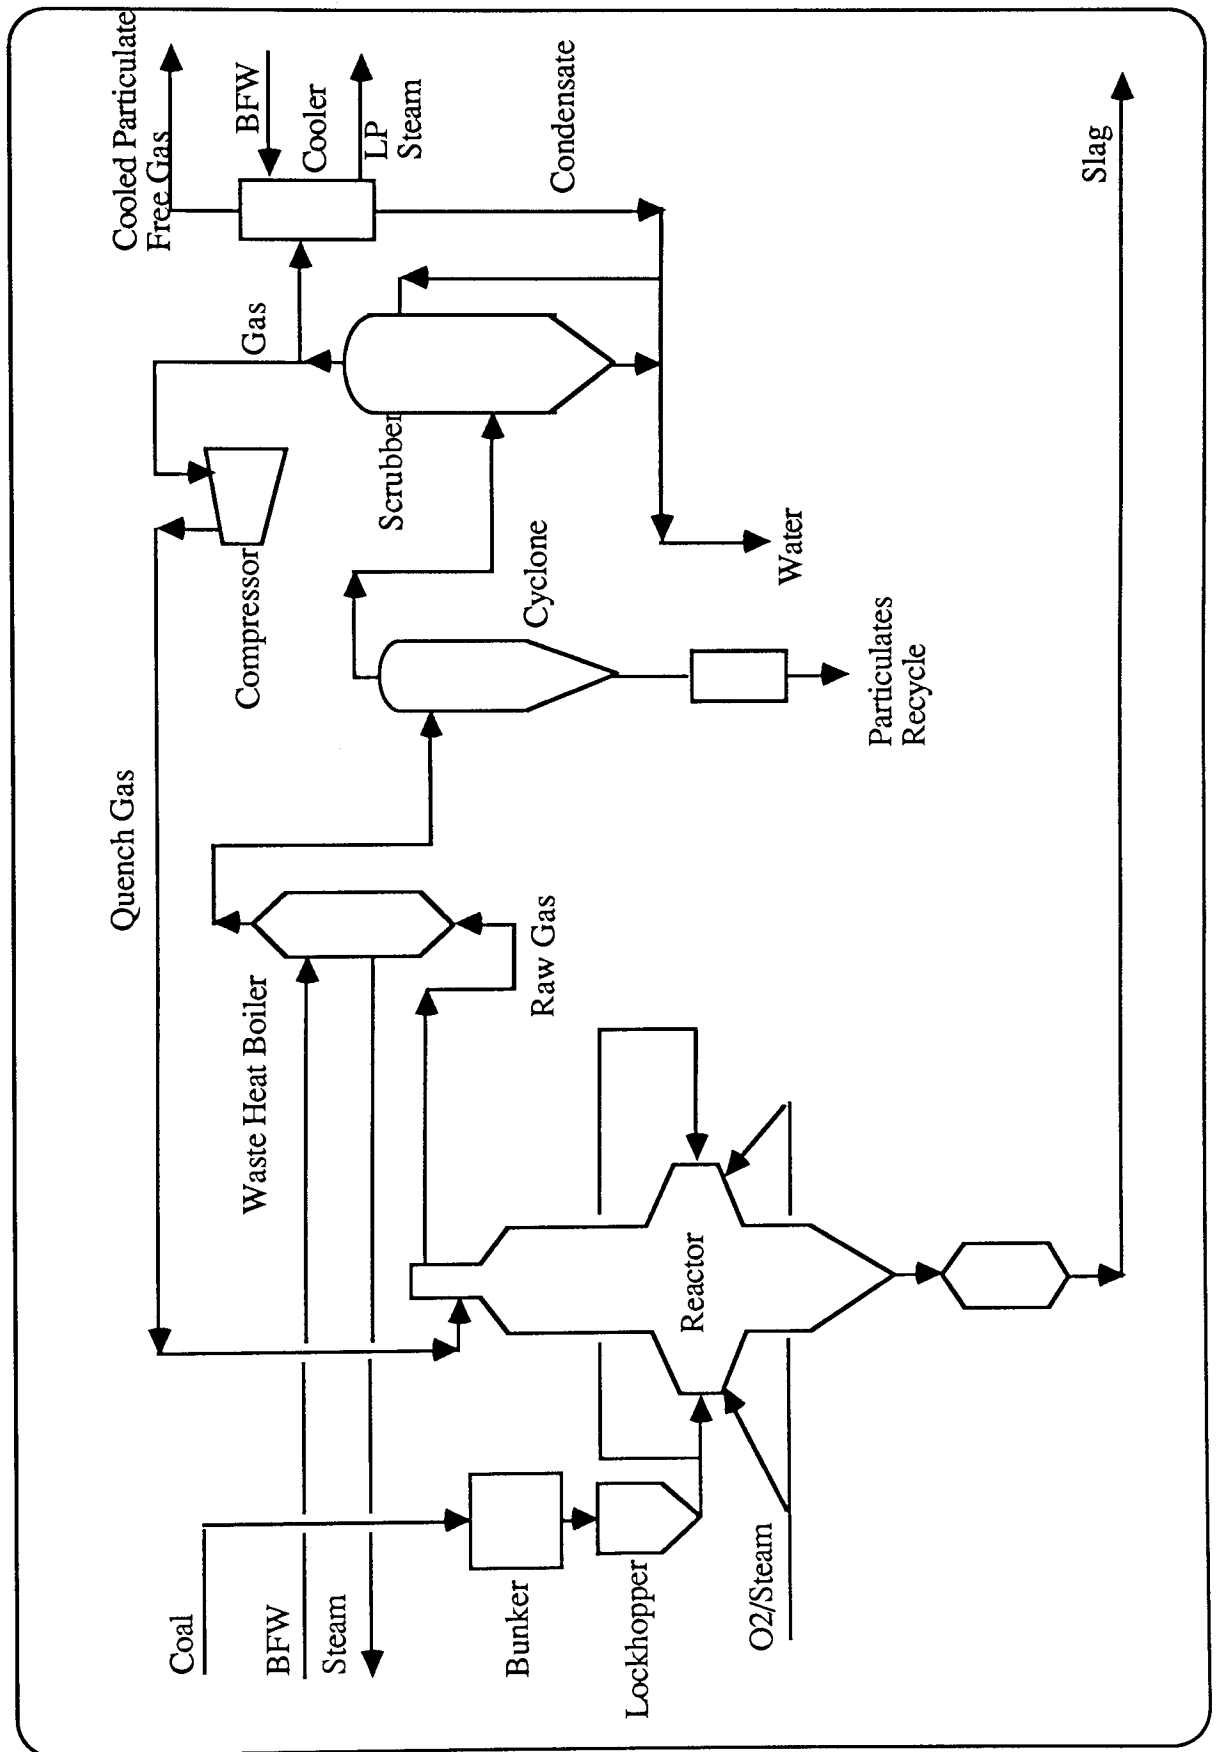 Coal
BFW
Steam
Bunker
Lockhopper
O2/Steam
Quench Gas
Waste Heat Boiler
Reactor
Raw Gas
Compressor
Cyclone
Particulates
Recycle
Scrubber
Gas
Water
Cooled Particulate
Free Gas
BFW
Cooler
LP
Steam
Condensate
Slag